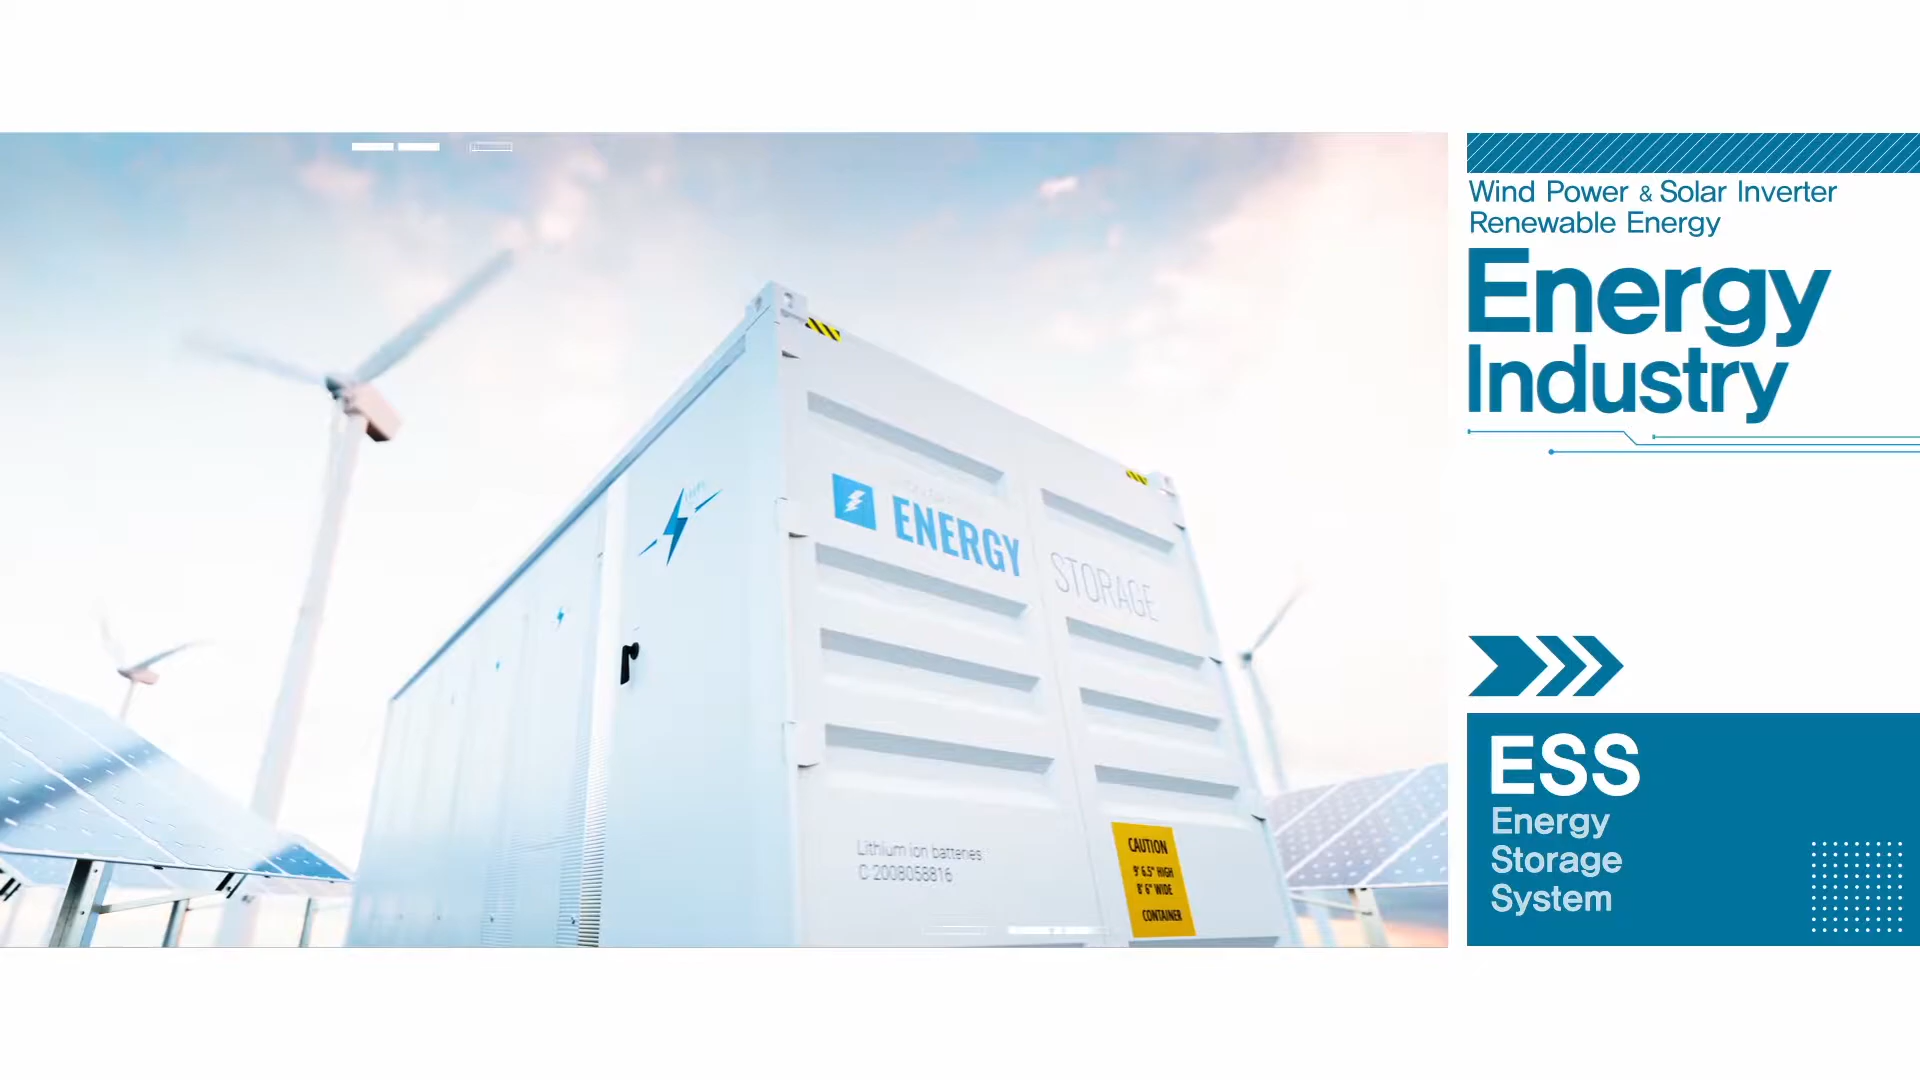 Wind Power & Solar Inverter
Renewable Energy
Energy
Industry
ENERGY STORAGE
Lithium ion batteries
C 2008058816
CAUTION
9' 6.5" HIGH
8' 6" WIDE
CONTAINER
ESS
Energy
Storage
System